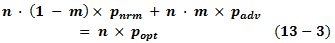 n · (1 − m) × p_nrm + n · m × p_adv
= n × p_opt (13 − 3)